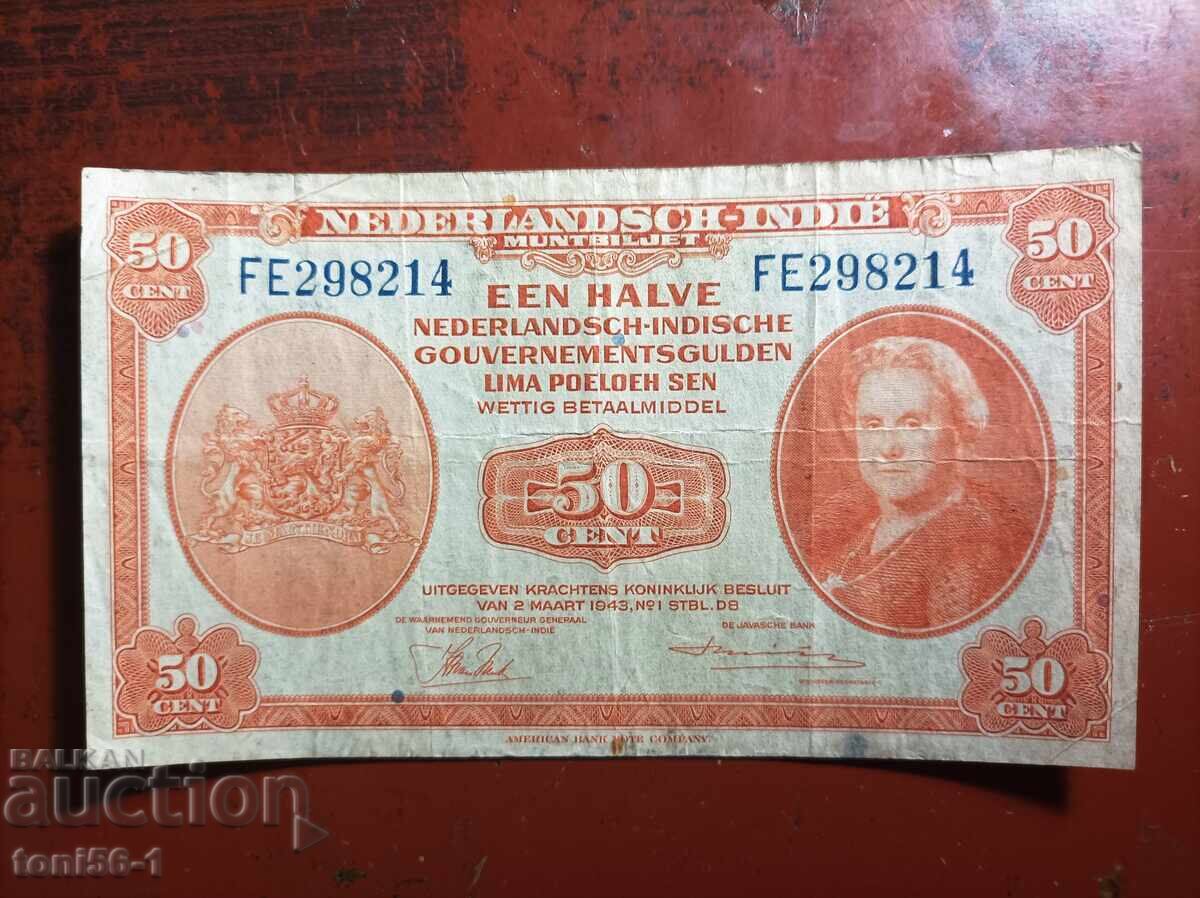 NEDERLANDSCH-INDIË
MUNTBILJET
50
CENT
50
CENT
FE298214
FE298214
EEN HALVE
NEDERLANDSCH-INDISCHE
GOUVERNEMENTSGULDEN
LIMA POELOEH SEN
WETTIG BETAALMIDDEL
50
CENT
UITGEGEVEN KRACHTENS KONINKLIJK BESLUIT
VAN 2 MAART 1943, No 1 STBL. D8
DE WAARNEMEND GOUVERNEUR GENERAAL
VAN NEDERLANDSCH-INDIË
DE JAVASCHE BANK
50
CENT
50
CENT
AMERICAN BANK NOTE COMPANY
BALKAN
auction
toni56-1